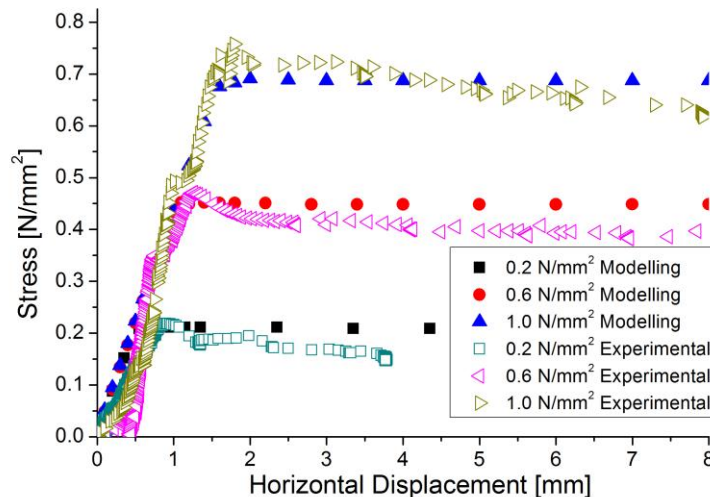 0.8
0.7
0.6
0.5
0.4
0.3
0.2
0.1
0.0
Stress [N/mm²]
0.2 N/mm² Modelling
0.6 N/mm² Modelling
1.0 N/mm² Modelling
0.2 N/mm² Experimental
0.6 N/mm² Experimental
1.0 N/mm² Experimental
0 1 2 3 4 5 6 7 8
Horizontal Displacement [mm]